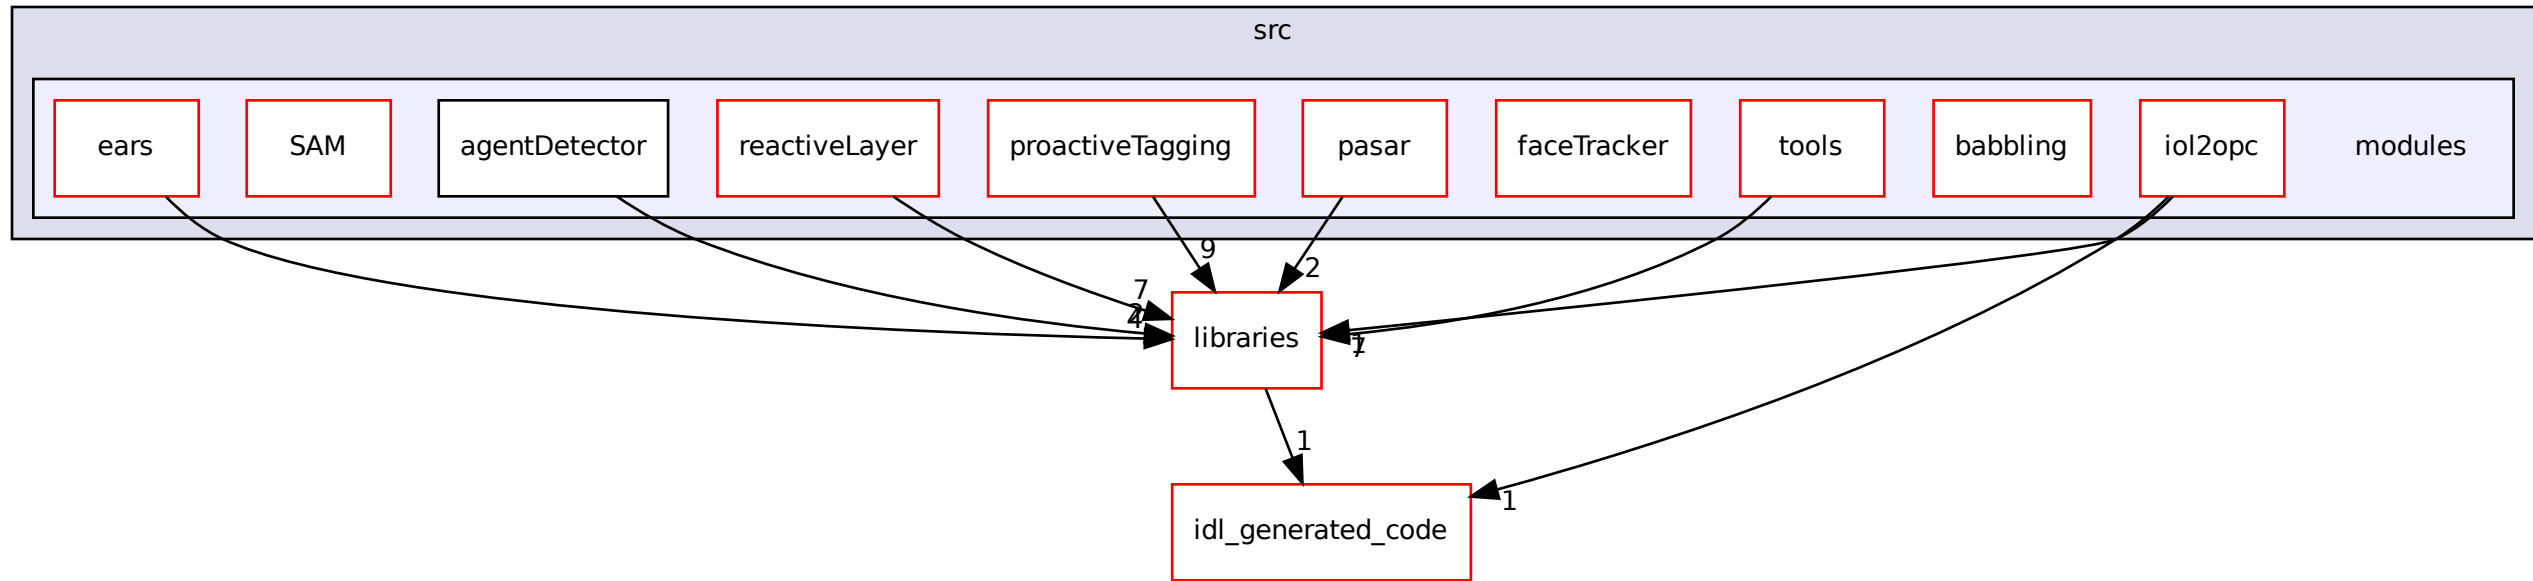 src
ears
SAM
agentDetector
reactiveLayer
proactiveTagging
pasar
faceTracker
tools
babbling
iol2opc
modules
9
2
7
4
1
libraries
1
1
idl_generated_code